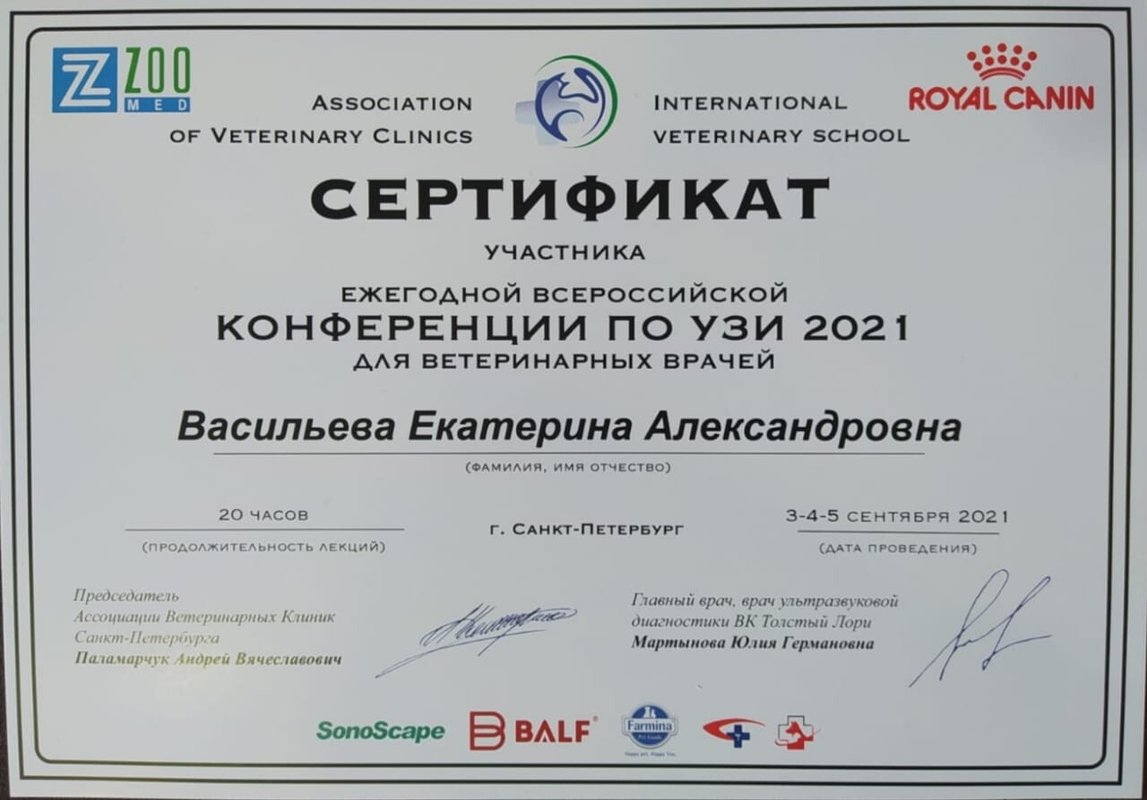 ZOO
MED
ASSOCIATION
OF VETERINARY CLINICS
INTERNATIONAL
VETERINARY SCHOOL
ROYAL CANIN
СЕРТИФИКАТ
УЧАСТНИКА
ЕЖЕГОДНОЙ ВСЕРОССИЙСКОЙ
КОНФЕРЕНЦИИ ПО УЗИ 2021
ДЛЯ ВЕТЕРИНАРНЫХ ВРАЧЕЙ
Васильева Екатерина Александровна
(ФАМИЛИЯ, ИМЯ ОТЧЕСТВО)
20 ЧАСОВ
(ПРОДОЛЖИТЕЛЬНОСТЬ ЛЕКЦИЙ)
Г. САНКТ-ПЕТЕРБУРГ
3-4-5 СЕНТЯБРЯ 2021
(ДАТА ПРОВЕДЕНИЯ)
Председатель
Ассоциации Ветеринарных Клиник
Санкт-Петербурга
Паламарчук Андрей Вячеславович
Главный врач, врач ультразвуковой
диагностики ВК Толстый Лори
Мартынова Юлия Германовна
SonoScape
BALF®
Farmina
Pet Foods